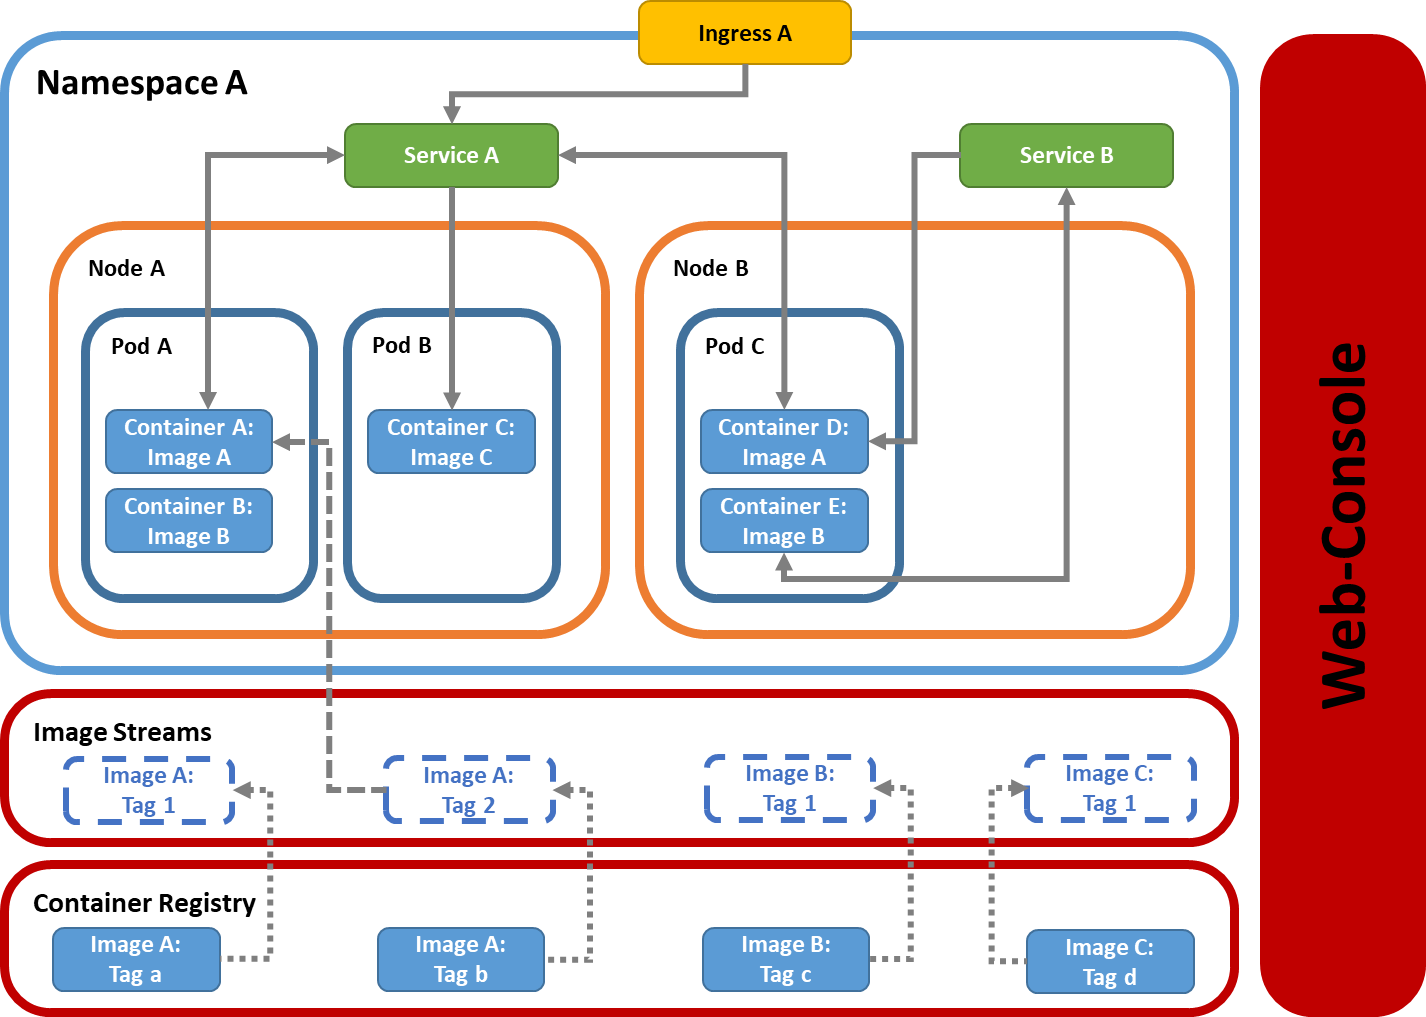 Ingress A
Namespace A
Service A
Service B
Node A
Node B
Pod A
Pod B
Pod C
Container A:
Image A
Container C:
Image C
Container D:
Image A
Container B:
Image B
Container E:
Image B
Web-Console
Image Streams
Image A:
Tag 1
Image A:
Tag 2
Image B:
Tag 1
Image C:
Tag 1
Container Registry
Image A:
Tag a
Image A:
Tag b
Image B:
Tag c
Image C:
Tag d